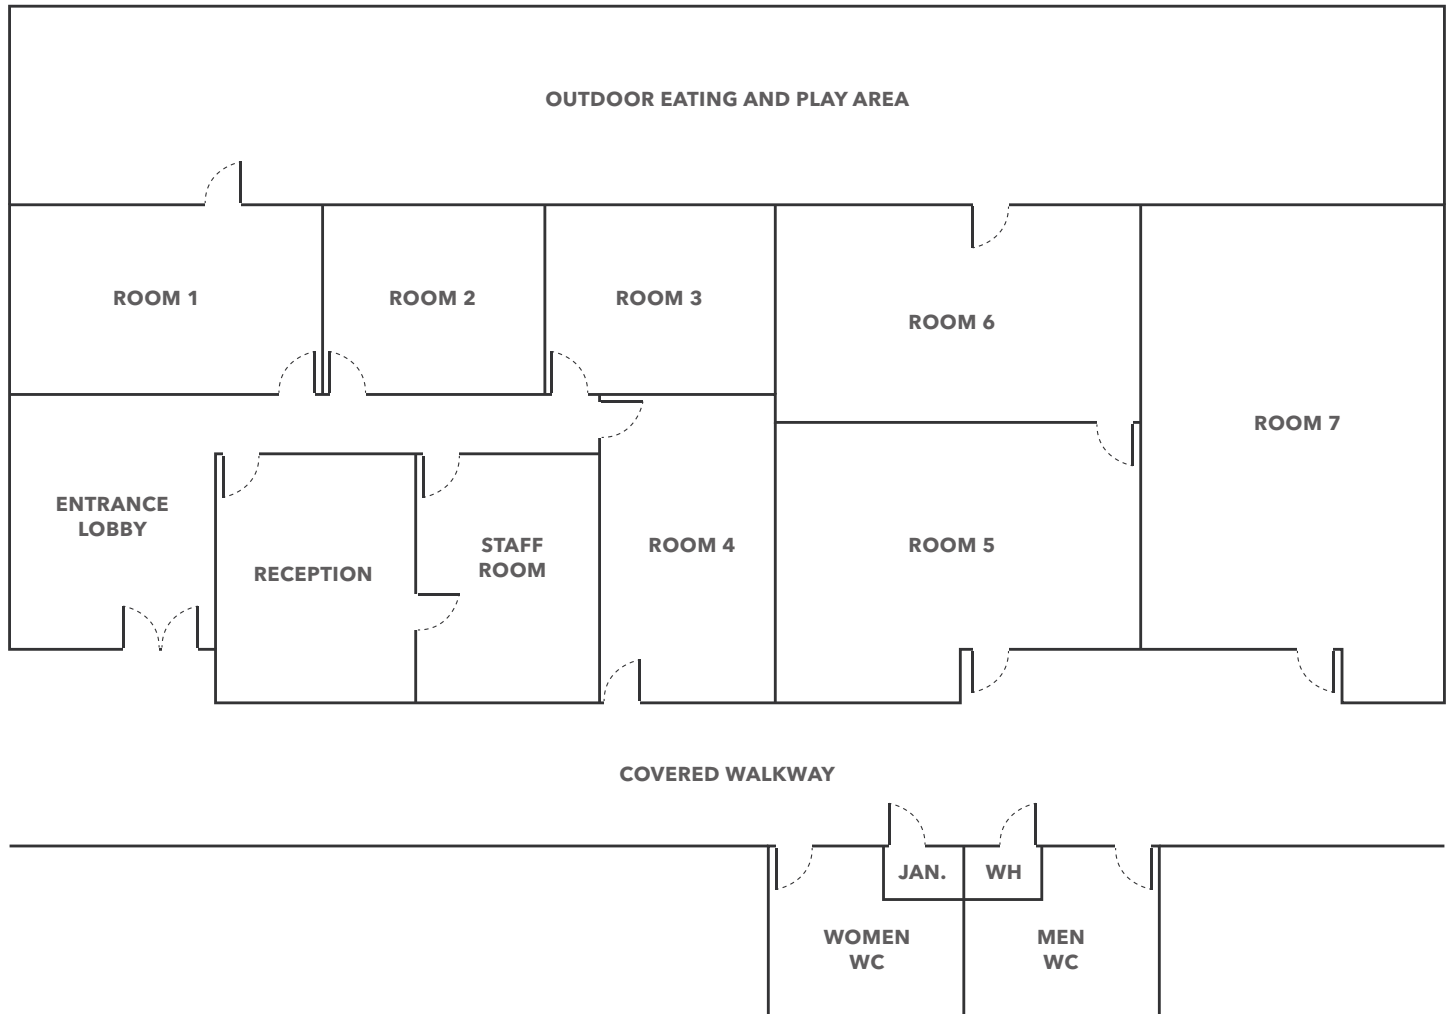 OUTDOOR EATING AND PLAY AREA
ROOM 1
ROOM 2
ROOM 3
ROOM 6
ROOM 7
ENTRANCE
LOBBY
RECEPTION
STAFF
ROOM
ROOM 4
ROOM 5
COVERED WALKWAY
JAN.
WH
WOMEN
WC
MEN
WC